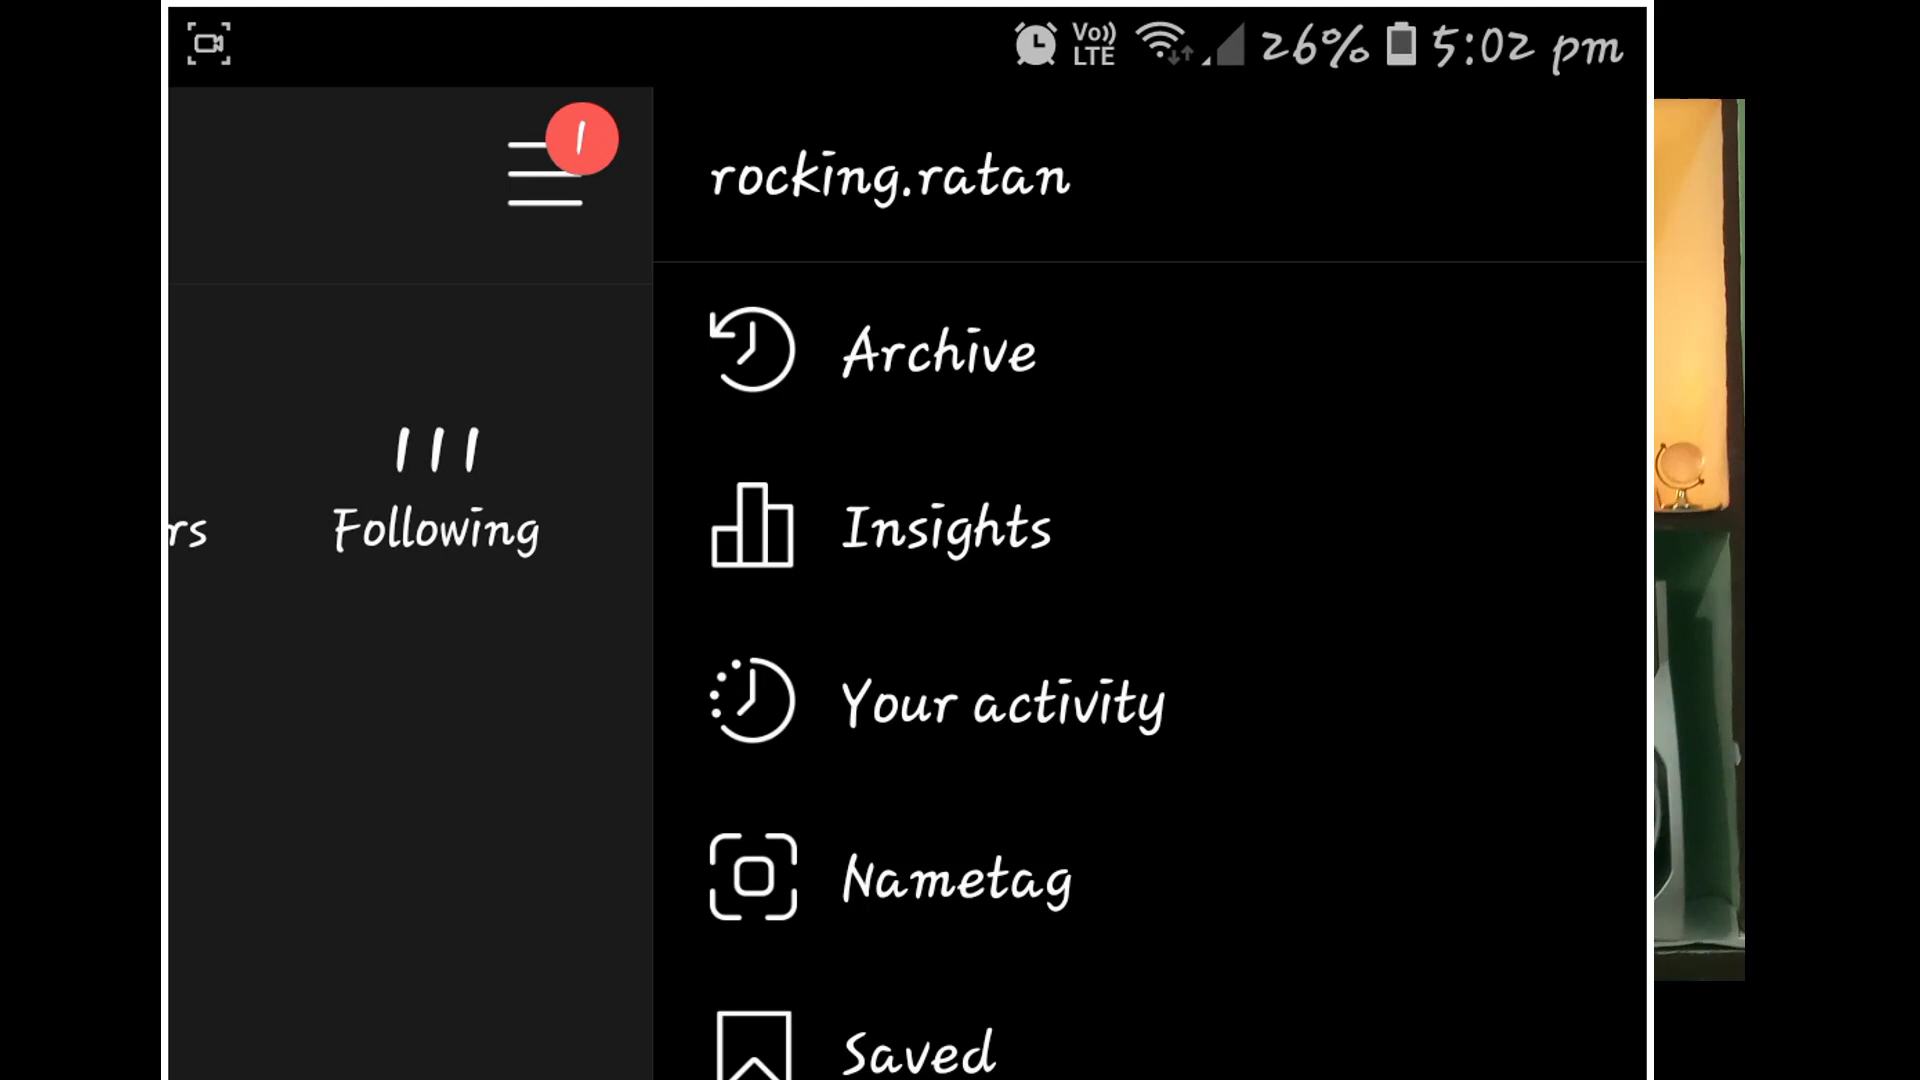 Vo)) LTE 26% 5:02 pm
1
rocking.ratan
111
rs Following
Archive
Insights
Your activity
Nametag
Saved